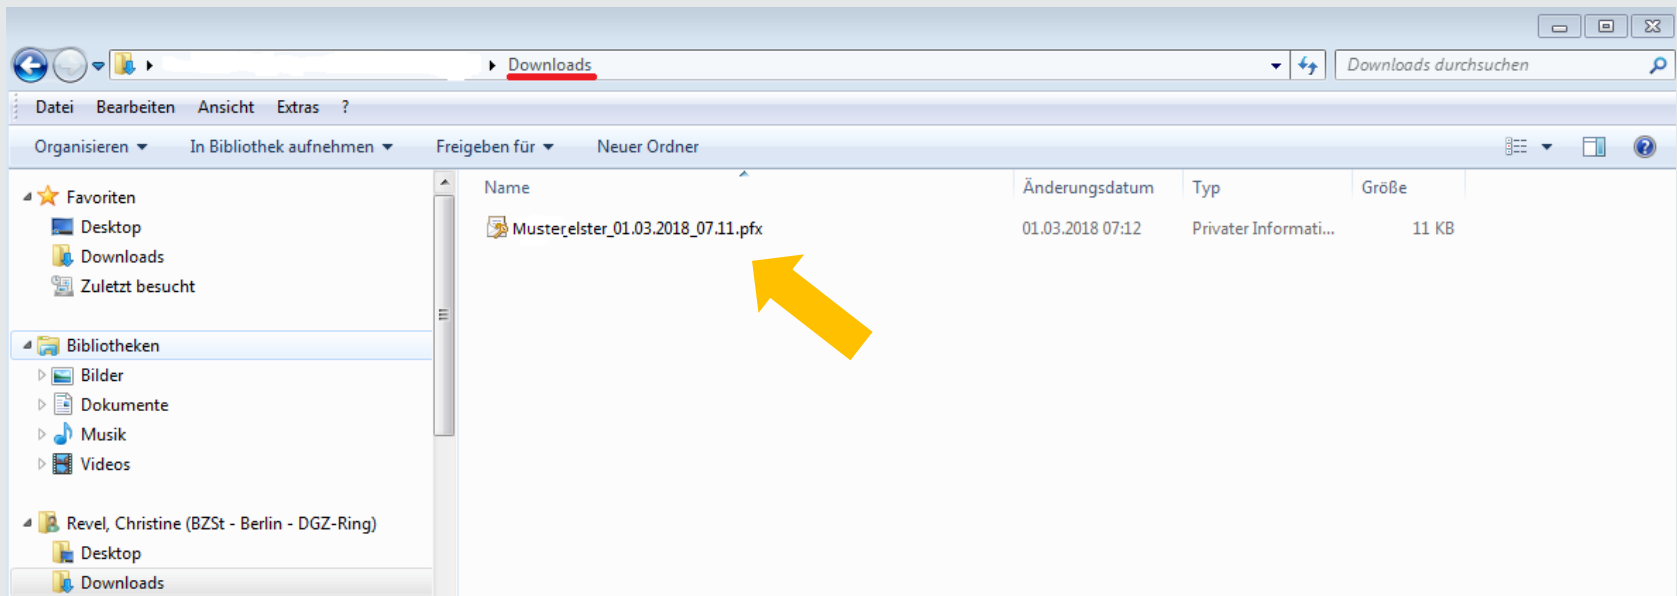 Downloads
Downloads durchsuchen
Datei Bearbeiten Ansicht Extras ?
Organisieren In Bibliothek aufnehmen Freigeben für Neuer Ordner
Favoriten
Desktop
Downloads
Zuletzt besucht
Bibliotheken
Bilder
Dokumente
Musik
Videos
Revel, Christine (BZSt - Berlin - DGZ-Ring)
Desktop
Downloads
Name Änderungsdatum Typ Größe
Muster_elster_01.03.2018_07.11.pfx 01.03.2018 07:12 Privater Informati... 11 KB